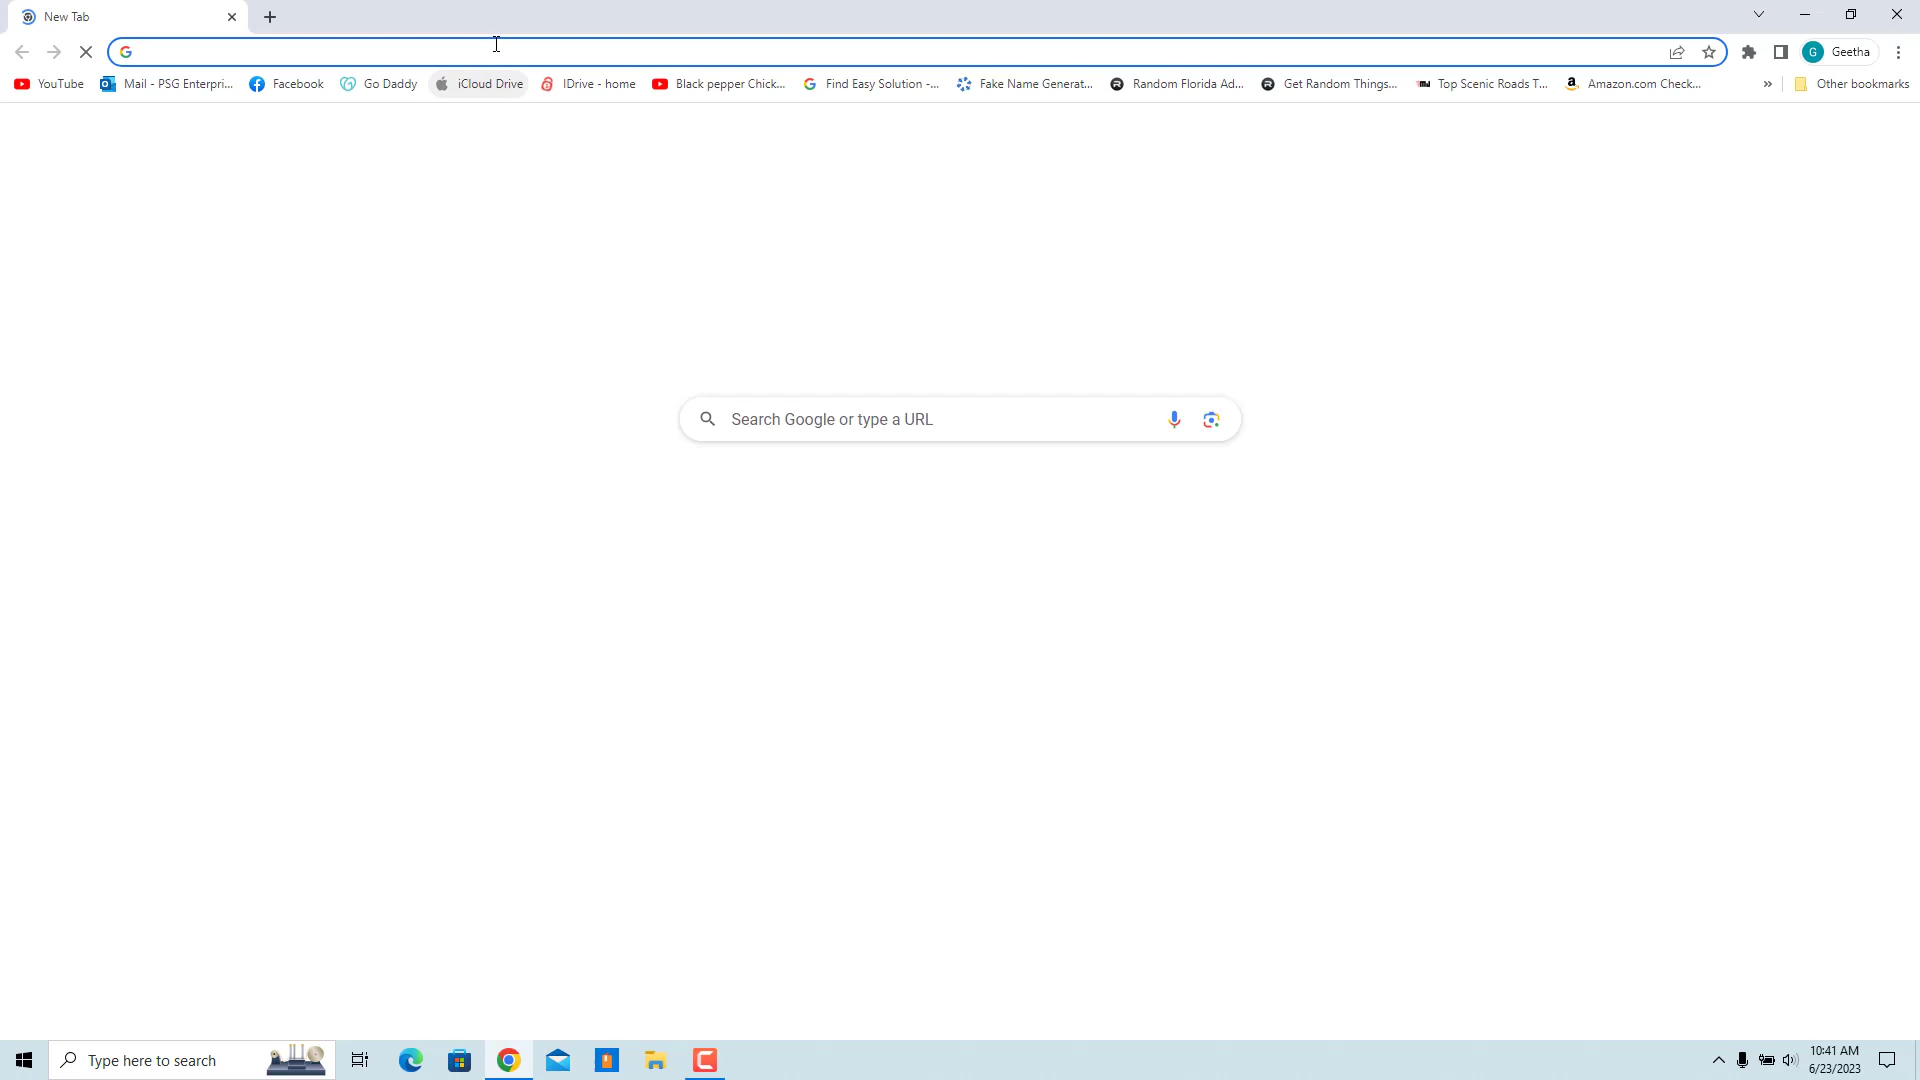 New Tab
G Geetha
YouTube Mail - PSG Enterpri... Facebook Go Daddy iCloud Drive IDrive - home Black pepper Chick... Find Easy Solution -... Fake Name Generat... Random Florida Ad... Get Random Things... Top Scenic Roads T... Amazon.com Check... » Other bookmarks
Search Google or type a URL
Type here to search
10:41 AM
6/23/2023